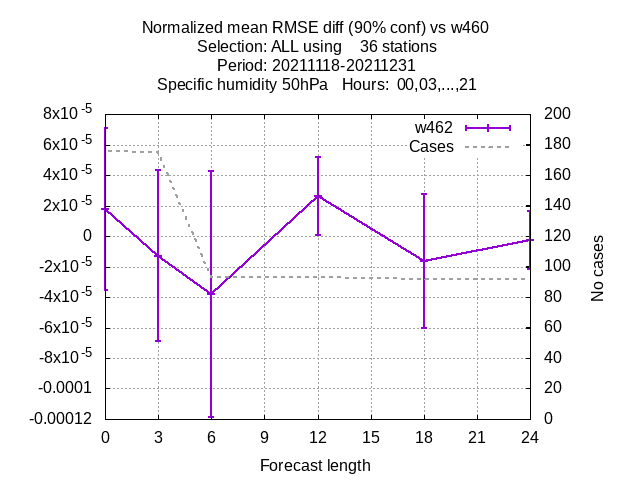 Normalized mean RMSE diff (90% conf) vs w460
Selection: ALL using    36 stations
Period: 20211118-20211231
Specific humidity 50hPa   Hours:  00,03,...,21
w462
Cases
8x10^-5
6x10^-5
4x10^-5
2x10^-5
0
-2x10^-5
-4x10^-5
-6x10^-5
-8x10^-5
-0.0001
-0.00012
200
180
160
140
120
100
80
60
40
20
0
No cases
0 3 6 9 12 15 18 21 24
Forecast length